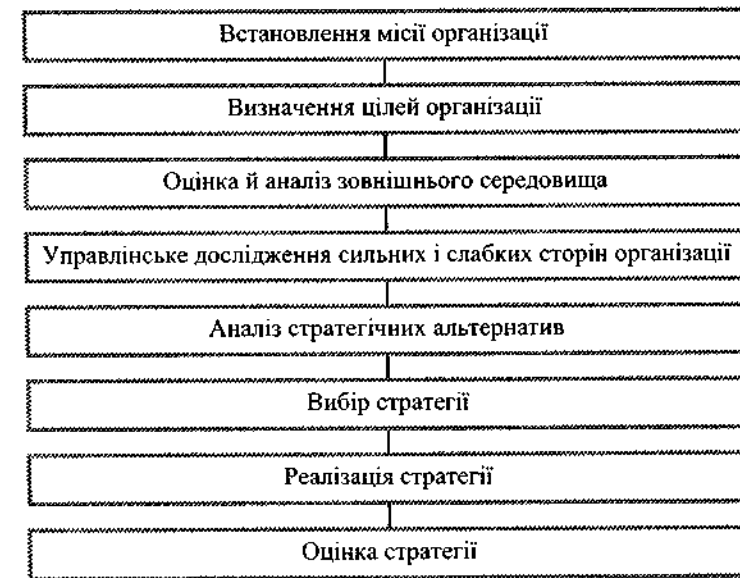 Встановлення місії організації
Визначення цілей організації
Оцінка й аналіз зовнішнього середовища
Управлінське дослідження сильних і слабких сторін організації
Аналіз стратегічних альтернатив
Вибір стратегії
Реалізація стратегії
Оцінка стратегії